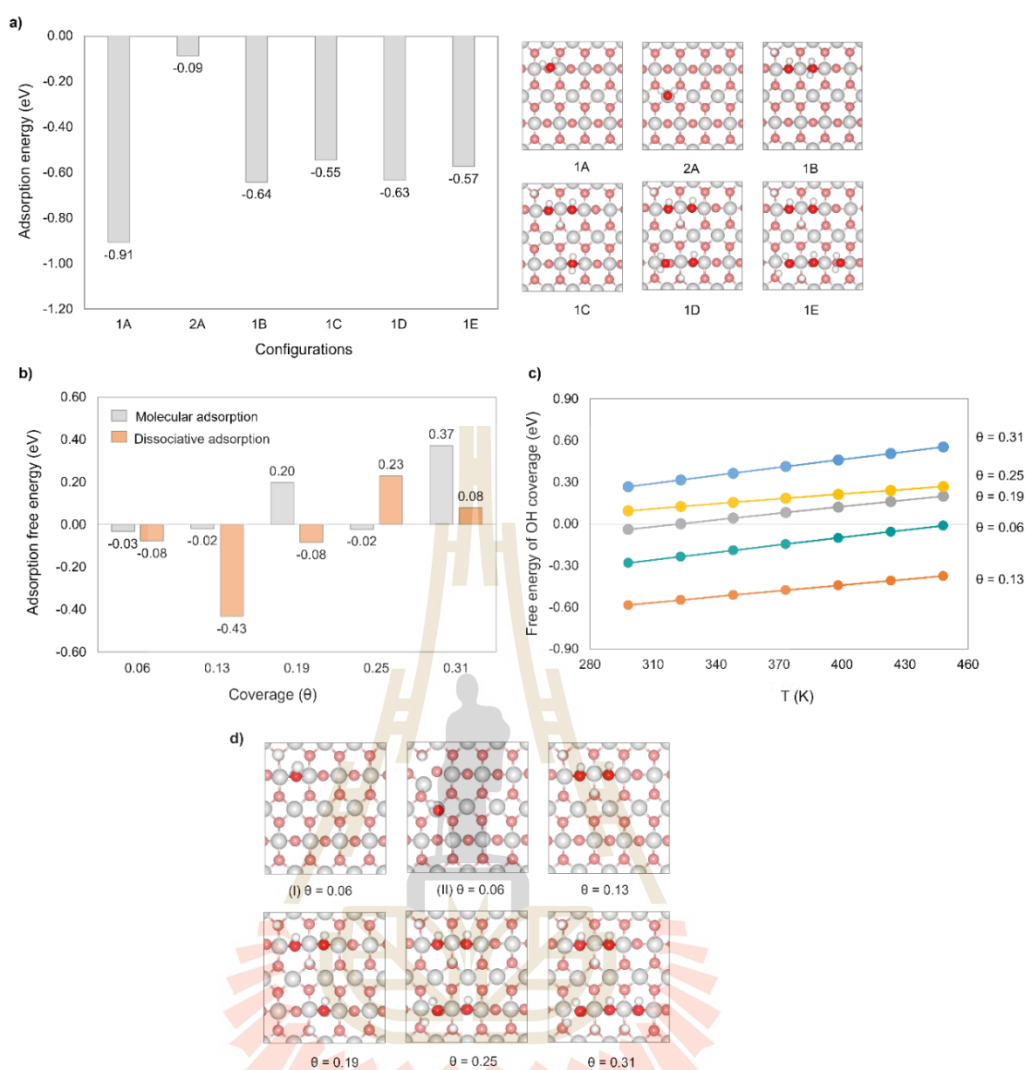 a)
0.00
-0.20
-0.40
-0.60
-0.80
-1.00
-1.20
Adsorption energy (eV)
-0.91
-0.09
-0.64
-0.55
-0.63
-0.57
1A 2A 1B 1C 1D 1E
Configurations
1A 2A 1B
1C 1D 1E
b)
0.60
0.40
0.20
0.00
-0.20
-0.40
-0.60
Adsorption free energy (eV)
Molecular adsorption
Dissociative adsorption
-0.03
-0.08
-0.02
-0.43
0.20
-0.08
-0.02
0.23
0.37
0.08
0.06 0.13 0.19 0.25 0.31
Coverage (θ)
c)
0.90
0.60
0.30
0.00
-0.30
-0.60
-0.90
Free energy of OH coverage (eV)
θ = 0.31
θ = 0.25
θ = 0.19
θ = 0.06
θ = 0.13
280 310 340 370 400 430 460
T (K)
d)
(I) θ = 0.06 (II) θ = 0.06 θ = 0.13
θ = 0.19 θ = 0.25 θ = 0.31